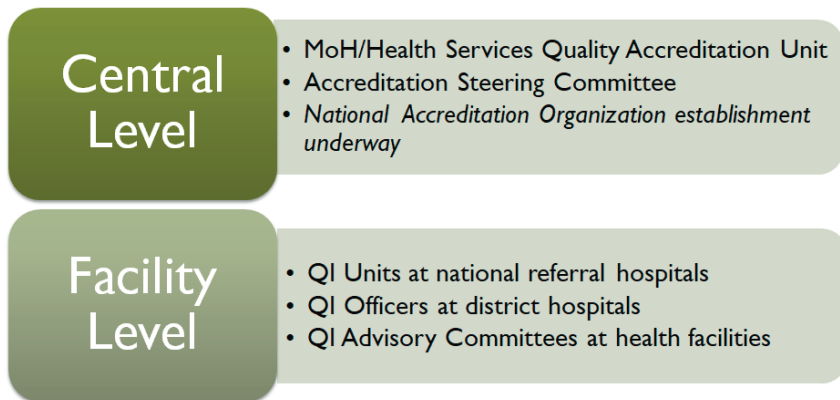 Central
Level
• MoH/Health Services Quality Accreditation Unit
• Accreditation Steering Committee
• National Accreditation Organization establishment
underway
Facility
Level
• QI Units at national referral hospitals
• QI Officers at district hospitals
• QI Advisory Committees at health facilities